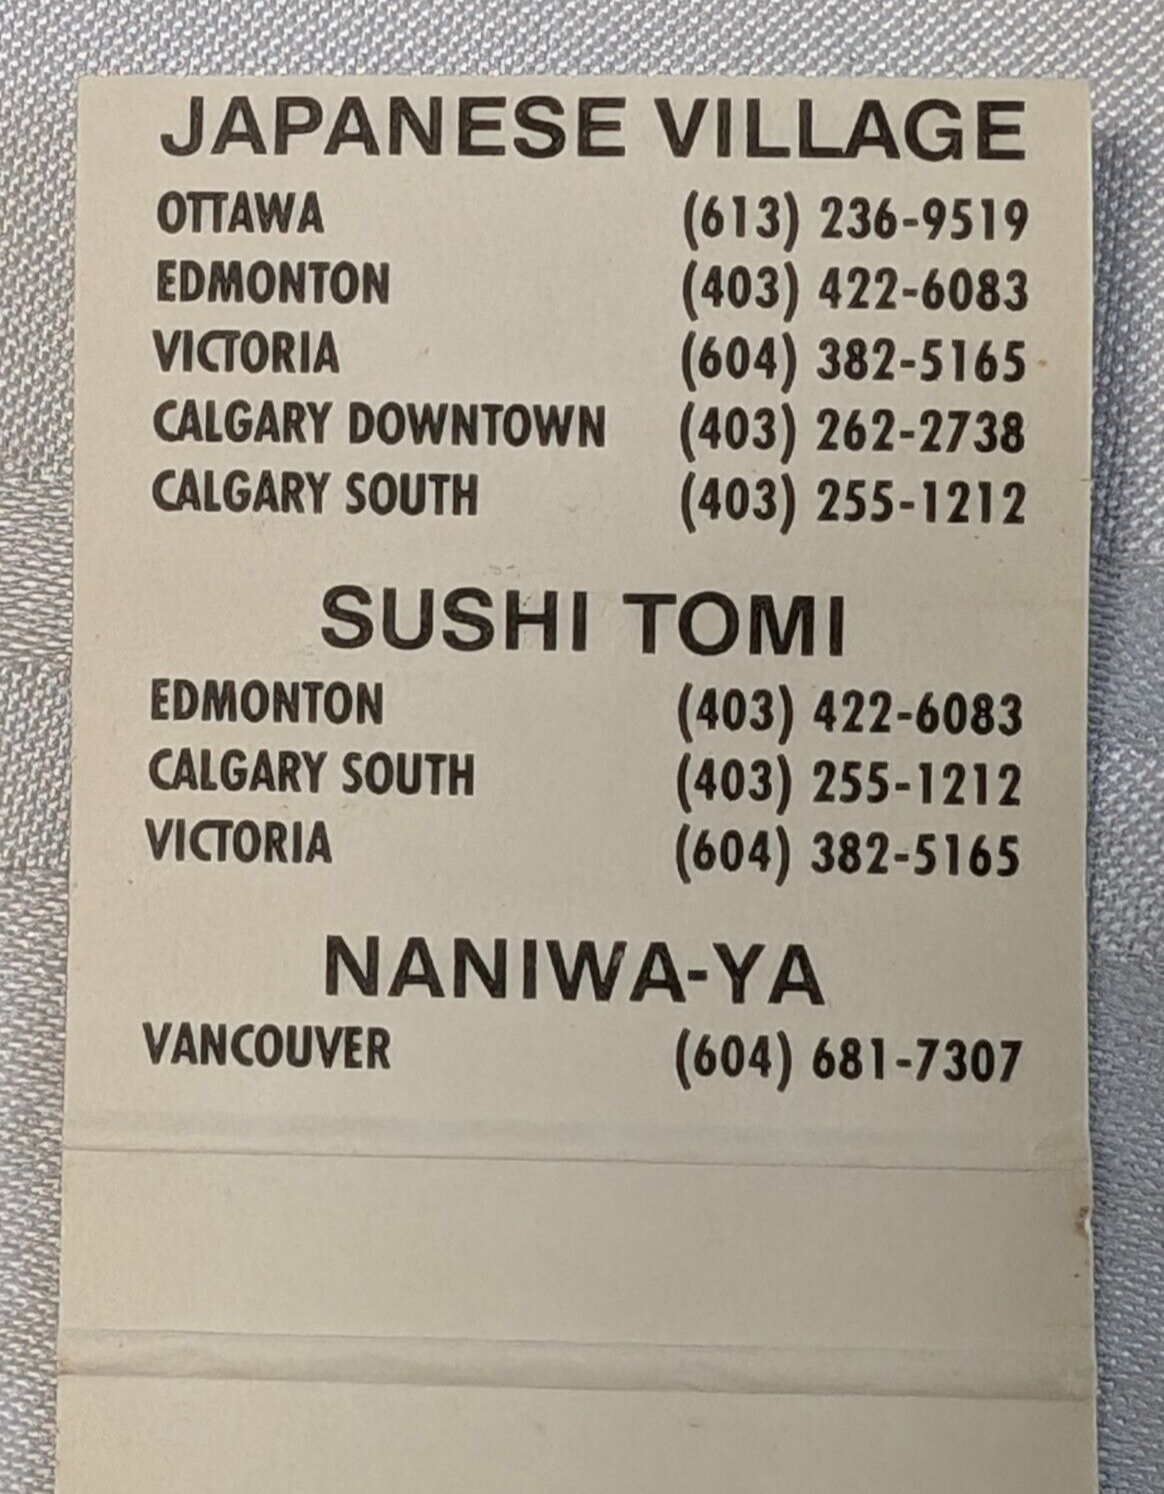 JAPANESE VILLAGE
OTTAWA (613) 236-9519
EDMONTON (403) 422-6083
VICTORIA (604) 382-5165
CALGARY DOWNTOWN (403) 262-2738
CALGARY SOUTH (403) 255-1212
SUSHI TOMI
EDMONTON (403) 422-6083
CALGARY SOUTH (403) 255-1212
VICTORIA (604) 382-5165
NANIWA-YA
VANCOUVER (604) 681-7307